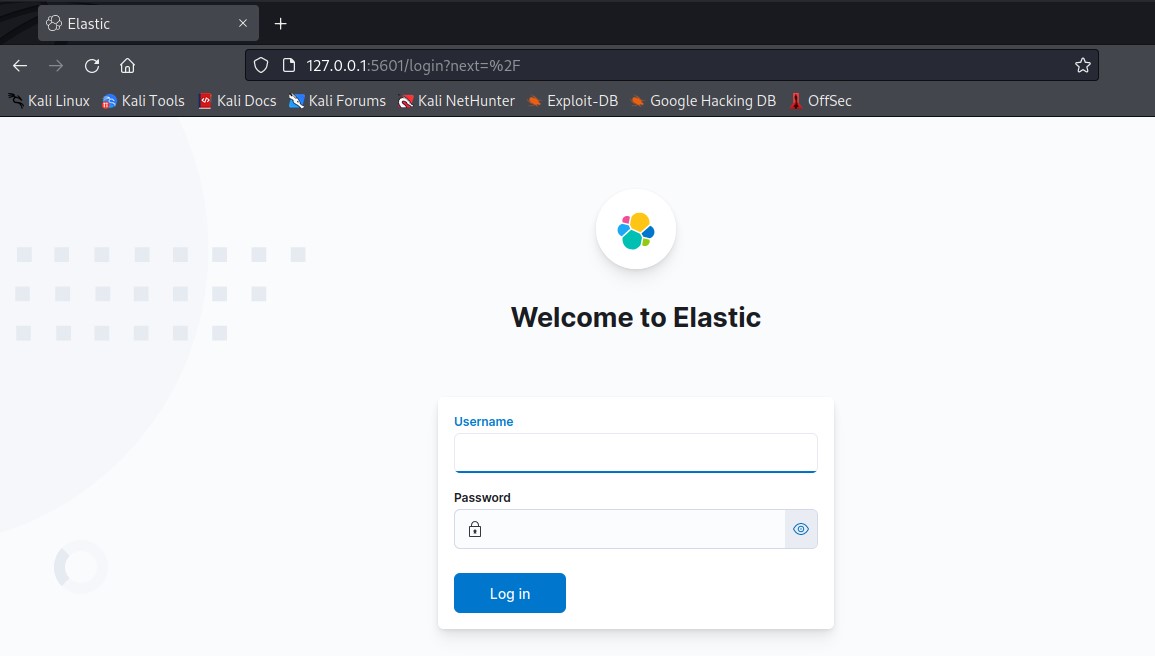 Elastic
127.0.0.1:5601/login?next=%2F
Kali Linux Kali Tools Kali Docs Kali Forums Kali NetHunter Exploit-DB Google Hacking DB OffSec
Welcome to Elastic
Username
Password
Log in